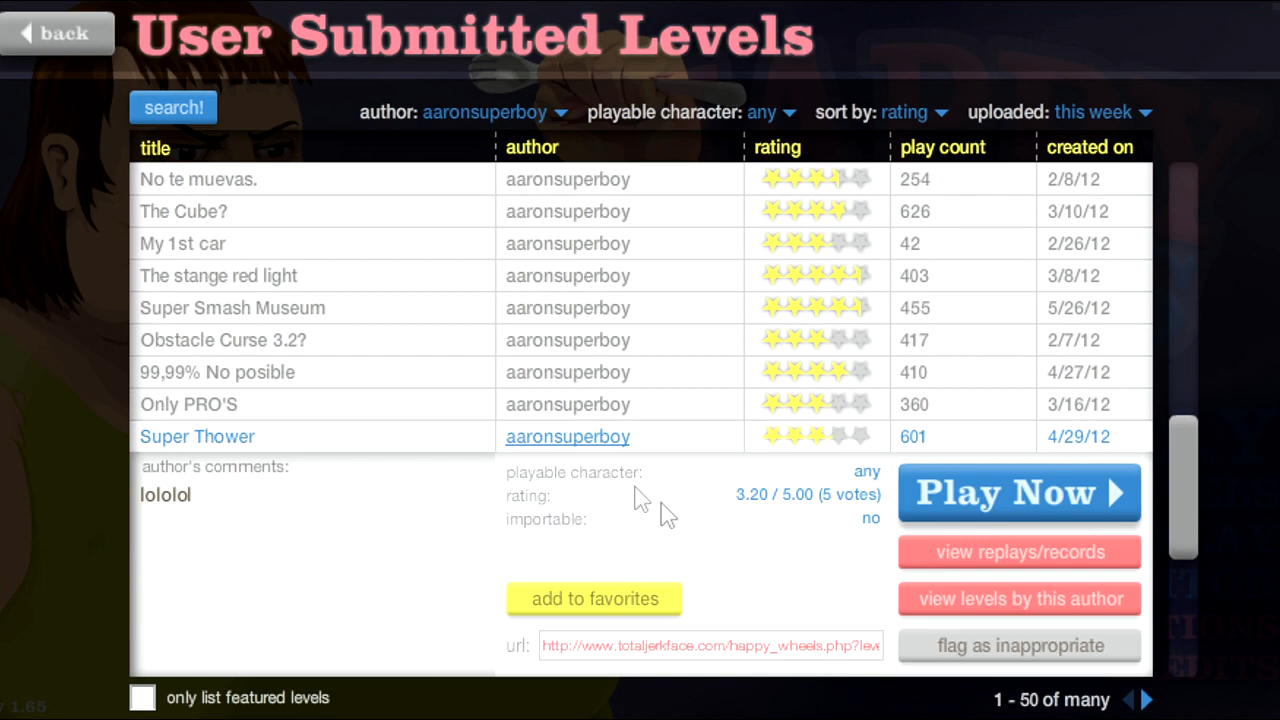 back
User Submitted Levels
search!
author: aaronsuperboy playable character: any sort by: rating uploaded: this week
title author rating play count created on
No te muevas. aaronsuperboy 254 2/8/12
The Cube? aaronsuperboy 626 3/10/12
My 1st car aaronsuperboy 42 2/26/12
The stange red light aaronsuperboy 403 3/8/12
Super Smash Museum aaronsuperboy 455 5/26/12
Obstacle Curse 3.2? aaronsuperboy 417 2/7/12
99,99% No posible aaronsuperboy 410 4/27/12
Only PRO'S aaronsuperboy 360 3/16/12
Super Thower aaronsuperboy 601 4/29/12
author's comments:
lololol
playable character: any
rating: 3.20 / 5.00 (5 votes)
importable: no
Play Now
view replays/records
add to favorites
view levels by this author
url: http://www.totaljerkface.com/happy_wheels.php?leve
flag as inappropriate
only list featured levels
1 - 50 of many
1.65